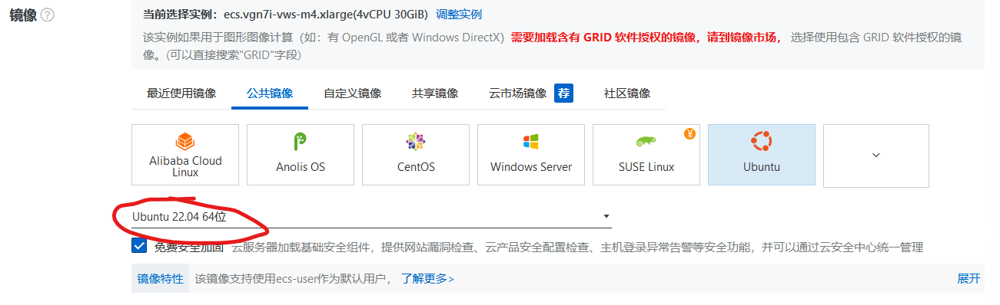 镜像 ?
当前选择实例：ecs.vgn7i-vws-m4.xlarge(4vCPU 30GiB) 调整实例
该实例如果用于图形图像计算（如：有 OpenGL 或者 Windows DirectX）需要加载含有 GRID 软件授权的镜像，请到镜像市场， 选择使用包含 GRID 软件授权的镜
像。(可以直接搜索"GRID"字段)
最近使用镜像 公共镜像 自定义镜像 共享镜像 云市场镜像 荐 社区镜像
¥
Alibaba Cloud
Linux
Anolis OS
CentOS
Windows Server
SUSE Linux
Ubuntu
Ubuntu 22.04 64位
免费安全加固 云服务器加载基础安全组件，提供网站漏洞检查、云产品安全配置检查、主机登录异常告警等安全功能，并可以通过云安全中心统一管理
镜像特性 该镜像支持使用ecs-user作为默认用户， 了解更多> 展开